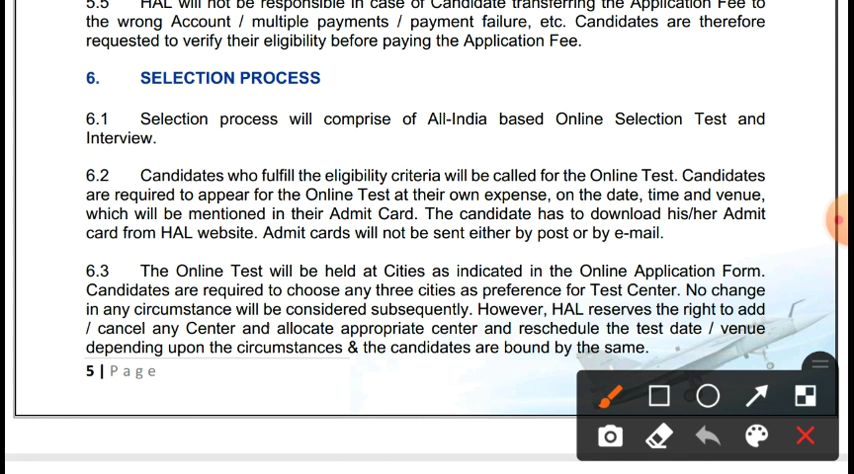 5.5 HAL will not be responsible in case of Candidate transferring the Application Fee to
the wrong Account / multiple payments / payment failure, etc. Candidates are therefore
requested to verify their eligibility before paying the Application Fee.
6. SELECTION PROCESS
6.1 Selection process will comprise of All-India based Online Selection Test and
Interview.
6.2 Candidates who fulfill the eligibility criteria will be called for the Online Test. Candidates
are required to appear for the Online Test at their own expense, on the date, time and venue,
which will be mentioned in their Admit Card. The candidate has to download his/her Admit
card from HAL website. Admit cards will not be sent either by post or by e-mail.
6.3 The Online Test will be held at Cities as indicated in the Online Application Form.
Candidates are required to choose any three cities as preference for Test Center. No change
in any circumstance will be considered subsequently. However, HAL reserves the right to add
/ cancel any Center and allocate appropriate center and reschedule the test date / venue
depending upon the circumstances & the candidates are bound by the same.
5 | Page